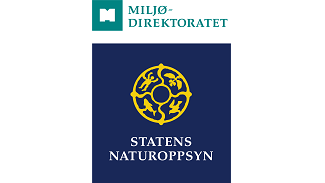 MILJØ-
DIREKTORATET
STATENS
NATUROPPSYN